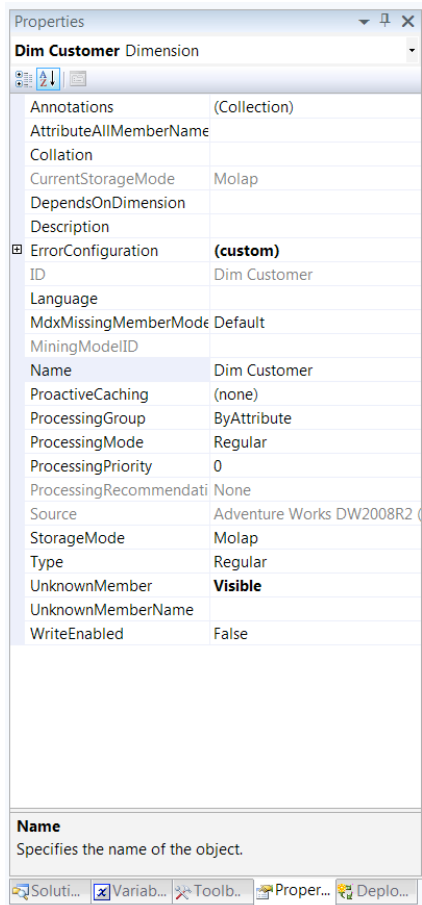 Properties
Dim Customer Dimension
Annotations (Collection)
AttributeAllMemberName
Collation
CurrentStorageMode Molap
DependsOnDimension
Description
ErrorConfiguration (custom)
ID Dim Customer
Language
MdxMissingMemberMode Default
MiningModelID
Name Dim Customer
ProactiveCaching (none)
ProcessingGroup ByAttribute
ProcessingMode Regular
ProcessingPriority 0
ProcessingRecommendati None
Source Adventure Works DW2008R2 (
StorageMode Molap
Type Regular
UnknownMember Visible
UnknownMemberName
WriteEnabled False
Name
Specifies the name of the object.
Soluti... Variab... Toolb.. Proper... Deplo...